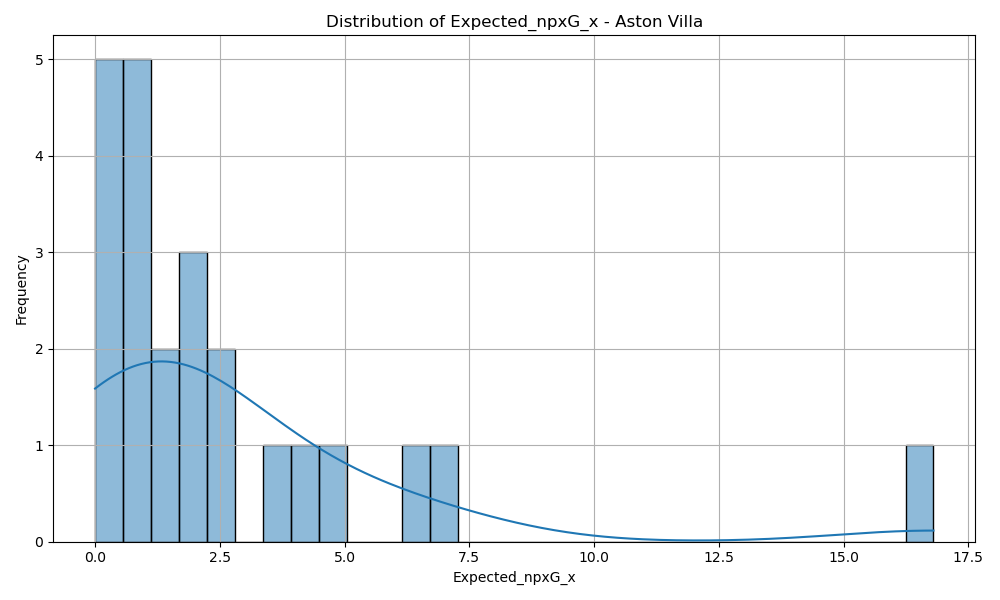 Distribution of Expected_npxG_x - Aston Villa
Frequency
5
4
3
2
1
0
0.0 2.5 5.0 7.5 10.0 12.5 15.0 17.5
Expected_npxG_x